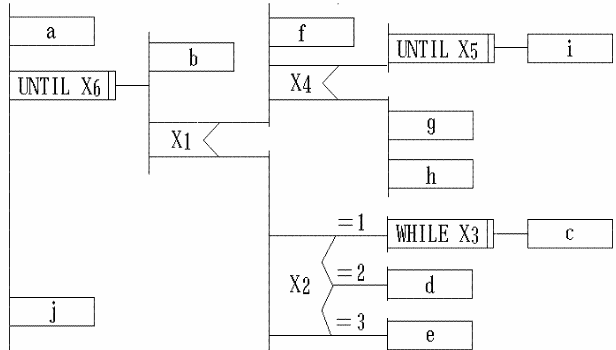 a
UNTIL X6
b
X1
f
X4
UNTIL X5
i
g
h
X2
=1
WHILE X3
c
=2
d
=3
e
j